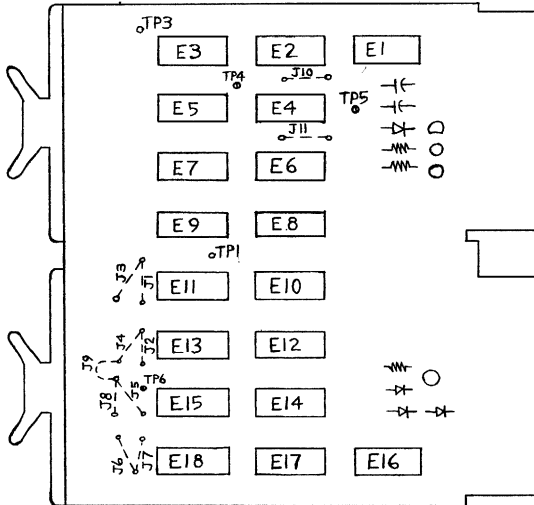 TP3
E3 E2 E1
TP4 J10
E5 E4 TP5
J11
E7 E6
E9 E8
TP1
J3 J1 E11 E10
J4 J2 E13 E12
J9
J8 J5 TP6 E15 E14
J6 J7 E18 E17 E16